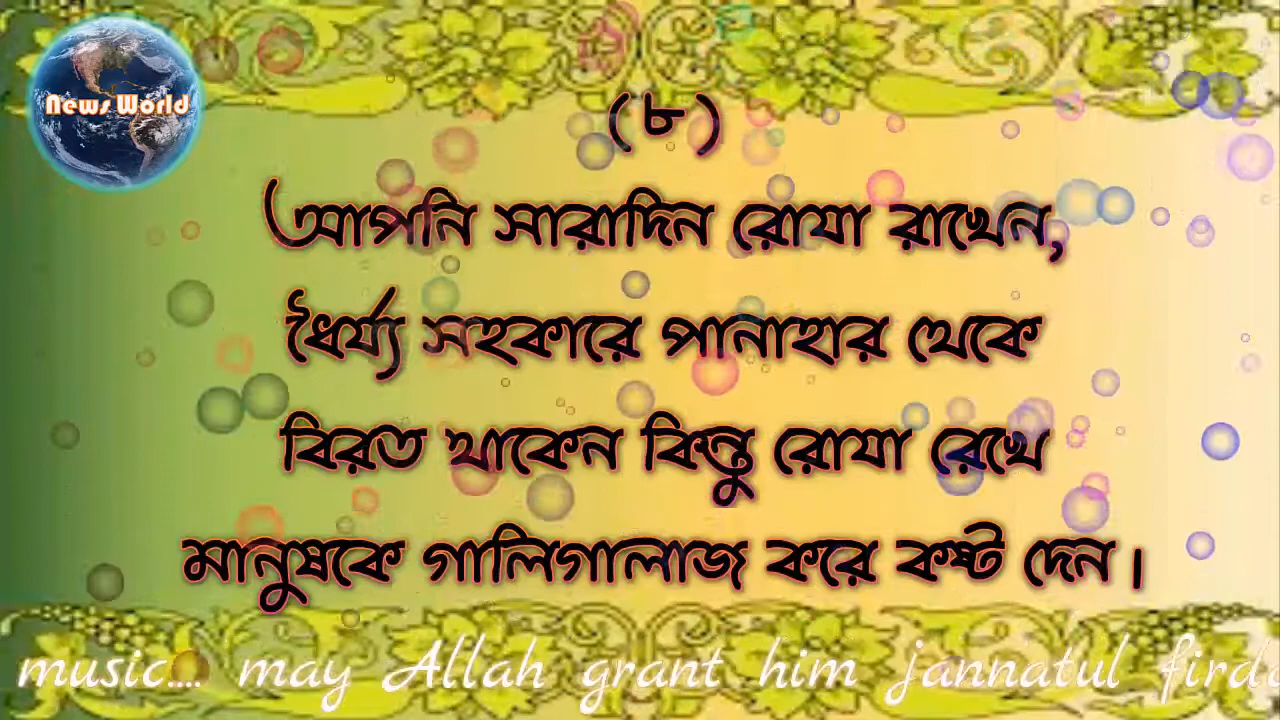 News World
(৮)
আপনি সারাদিন রোযা রাখেন,
ধৈর্য্য সহকারে পানাহার থেকে
বিরত থাকেন কিন্তু রোযা রেখে
মানুষকে গালিগালাজ করে কষ্ট দেন।
music.... may Allah grant him jannatul